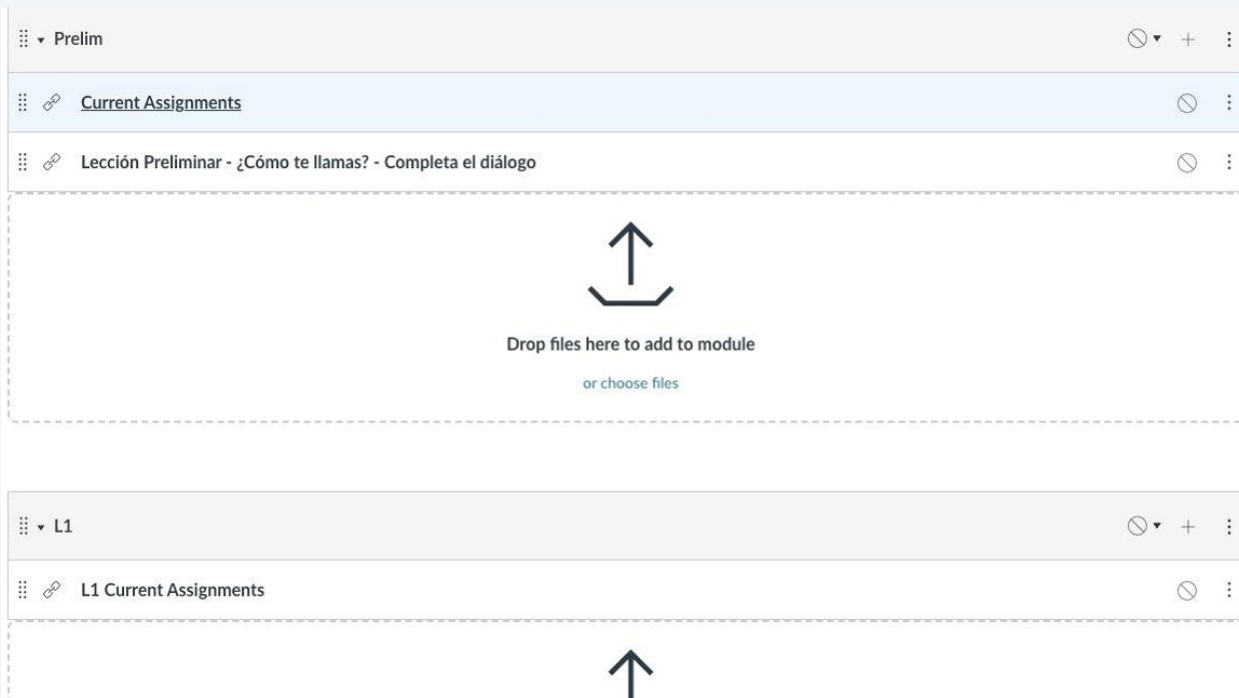 Prelim
Current Assignments
Lección Preliminar - ¿Cómo te llamas? - Completa el diálogo
Drop files here to add to module
or choose files
L1
L1 Current Assignments